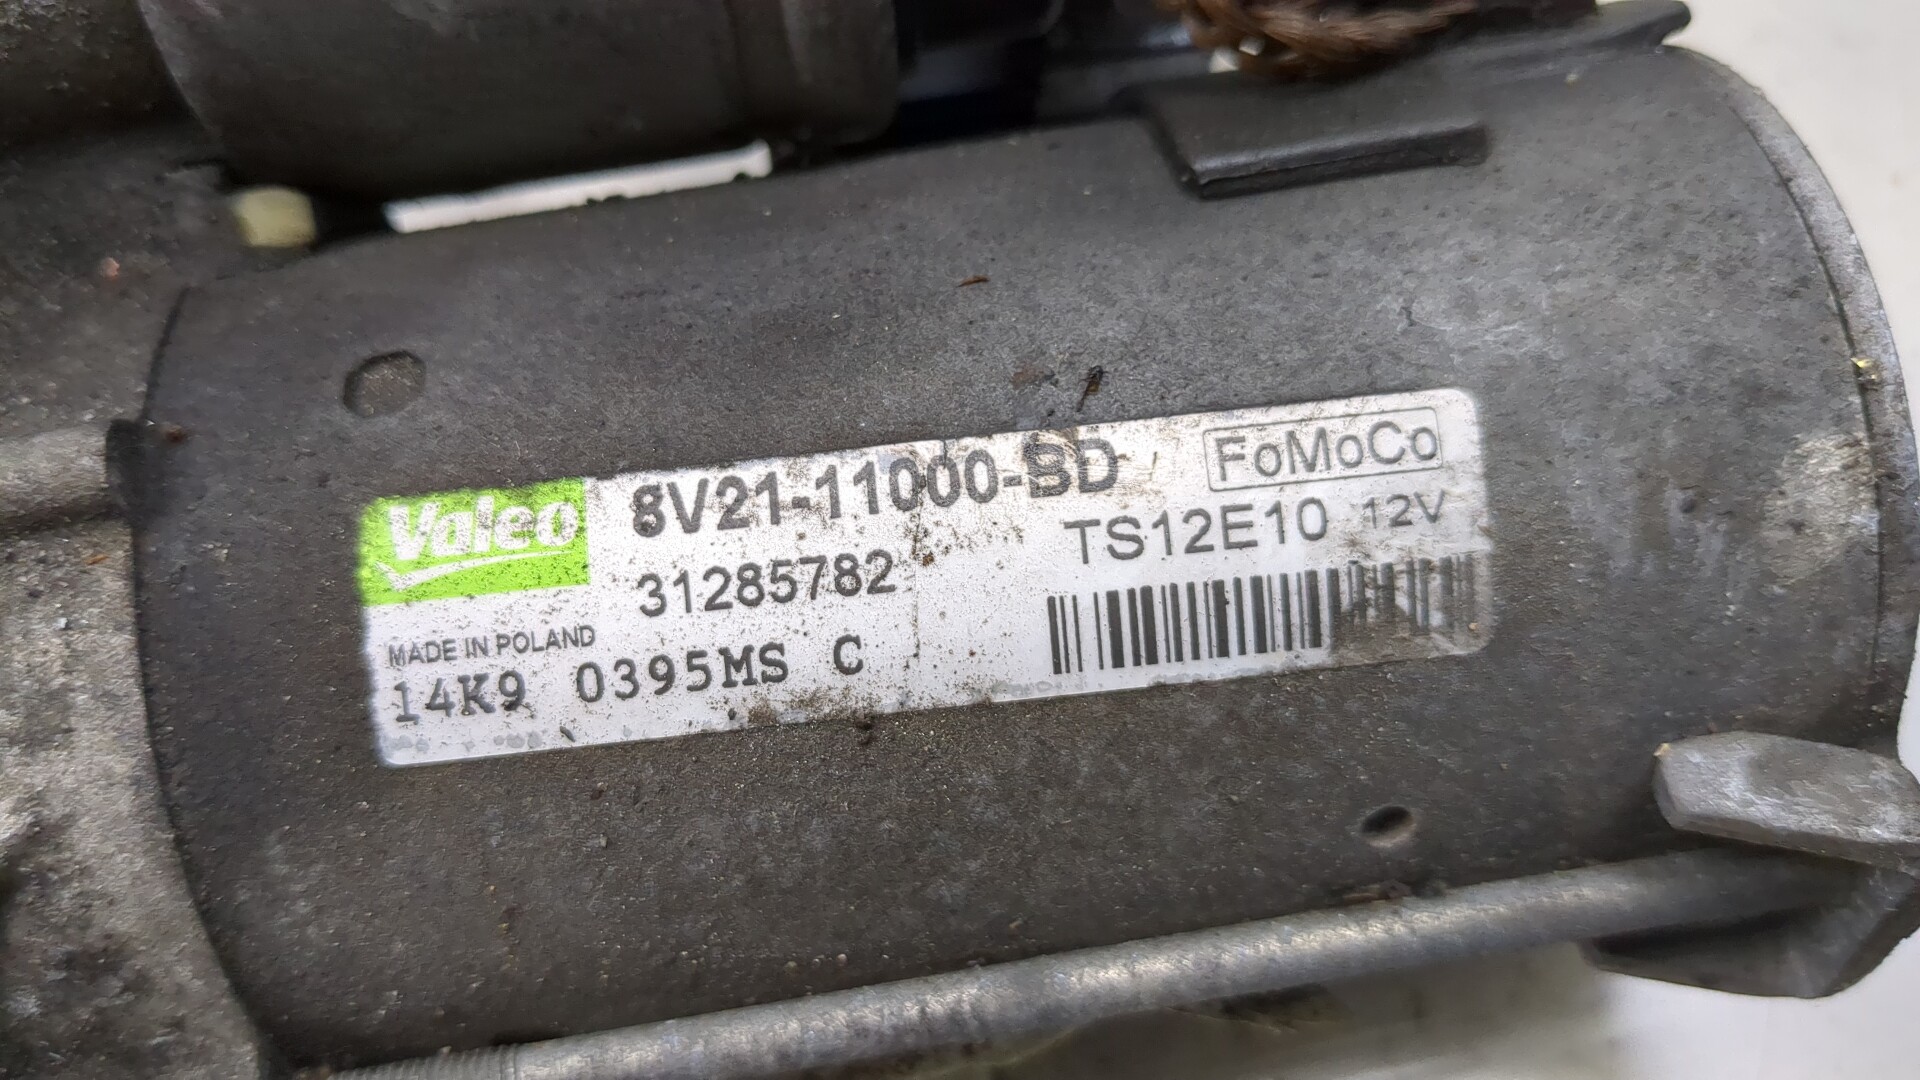 Valeo
8V21-11000-BD
FoMoCo
31285782
TS12E10 12V
MADE IN POLAND
14K9 0395MS C